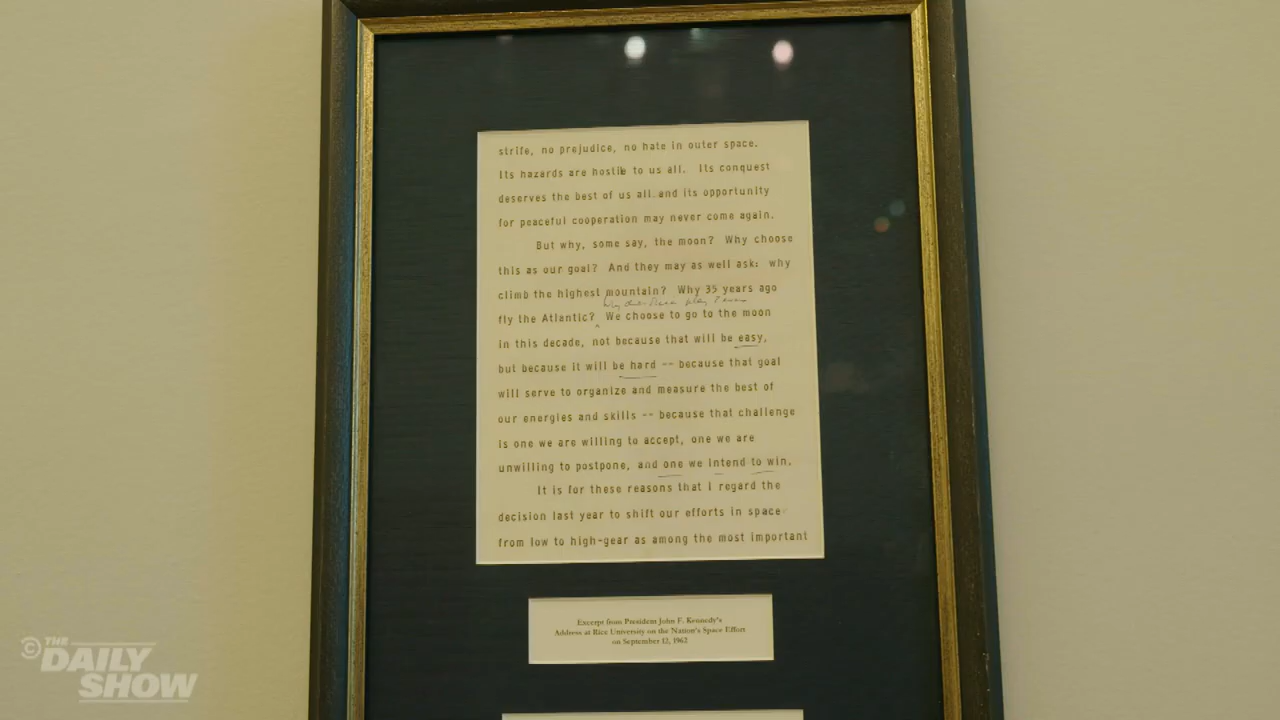 strife, no prejudice, no hate in outer space.
Its hazards are hostile to us all. Its conquest
deserves the best of us all and its opportunity
for peaceful cooperation may never come again.
But why, some say, the moon? Why choose
this as our goal? And they may as well ask: why
climb the highest mountain? Why 35 years ago
Why does Rice play Texas
fly the Atlantic? We choose to go to the moon
in this decade, not because that will be easy,
but because it will be hard -- because that goal
will serve to organize and measure the best of
our energies and skills -- because that challenge
is one we are willing to accept, one we are
unwilling to postpone, and one we intend to win.
It is for these reasons that I regard the
decision last year to shift our efforts in space
from low to high-gear as among the most important
Excerpt from President John F. Kennedy's
Address at Rice University on the Nation's Space Effort
on September 12, 1962
© THE
DAILY
SHOW